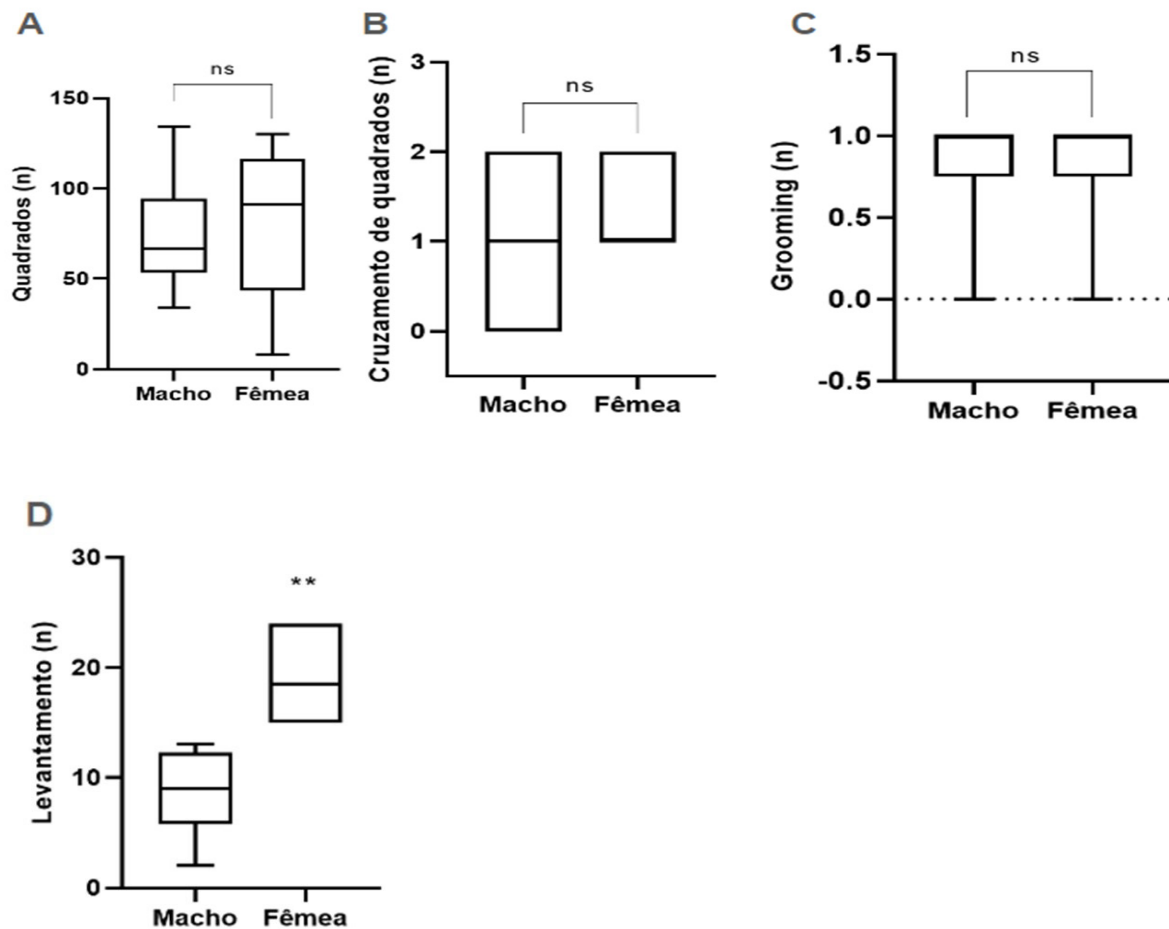 A
ns
Quadrados (n)
150
100
50
0
Macho Fêmea
B
ns
Cruzamento de quadrados (n)
3
2
1
0
Macho Fêmea
C
ns
Grooming (n)
1.5
1.0
0.5
0.0
-0.5
Macho Fêmea
D
**
Levantamento (n)
30
20
10
0
Macho Fêmea